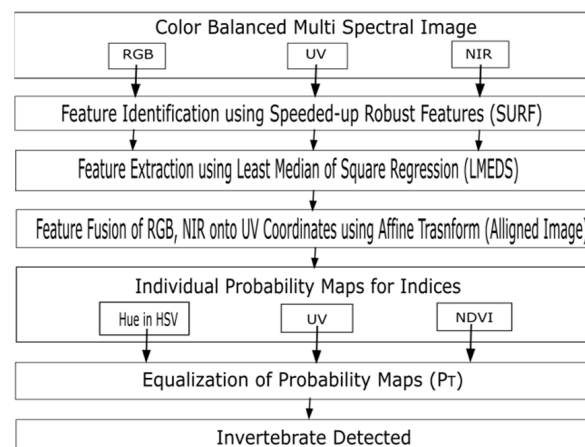 Color Balanced Multi Spectral Image
RGB UV NIR
Feature Identification using Speeded-up Robust Features (SURF)
Feature Extraction using Least Median of Square Regression (LMEDS)
Feature Fusion of RGB, NIR onto UV Coordinates using Affine Trasnform (Alligned Image)
Individual Probability Maps for Indices
Hue in HSV UV NDVI
Equalization of Probability Maps (PT)
Invertebrate Detected